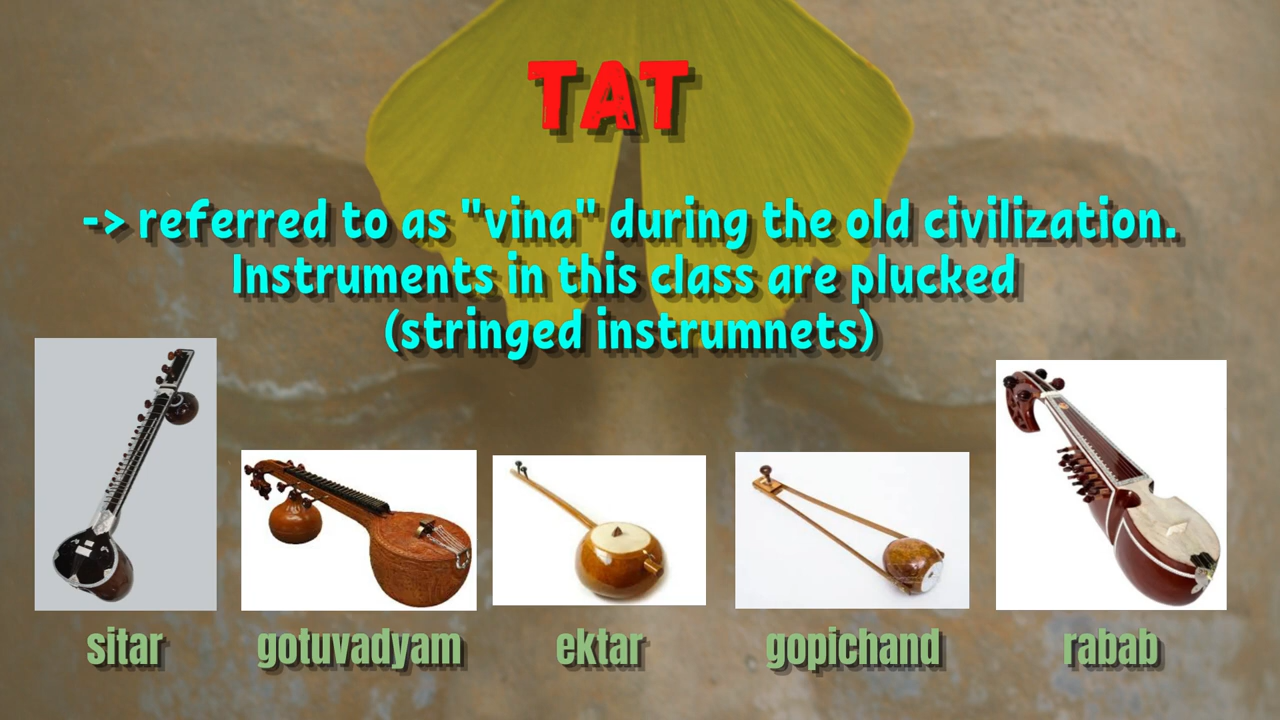 TAT
-> referred to as "vina" during the old civilization.
Instruments in this class are plucked
(stringed instrumnets)
sitar
gotuvadyam
ektar
gopichand
rabab